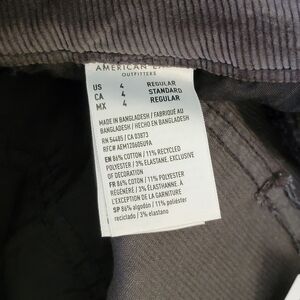 AMERICAN EAGLE
OUTFITTERS
US 4 REGULAR
CA 4 STANDARD
MX 4 REGULAR
MADE IN BANGLADESH / FABRIQUÉ AU
BANGLADESH / HECHO EN BANGLADESH
RN 54485 / CA 03873
EN 86% COTTON / 11% RECYCLED
POLYESTER / 3% ELASTANE, EXCLUSIVE
OF DECORATION
FR 86% COTON / 11% POLYESTER
RÉGÉNÉRÉ / 3% ÉLASTHANNE, À
L'EXCEPTION DE LA GARNITURE
SP 86% algodón / 11% poliéster
reciclado / 3% elastano